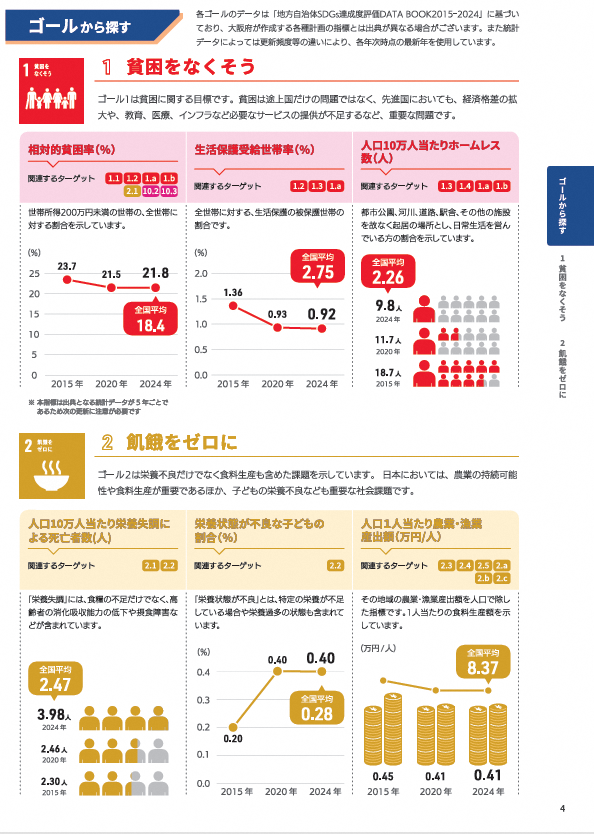 ゴールから探す
各ゴールのデータは「地方自治体SDGs達成度評価DATA BOOK2015-2024」に基づい
ており、大阪府が作成する各種計画の指標とは出典が異なる場合がございます。また統計
データによっては更新頻度等の違いにより、各年次時点の最新年を使用しています。
1 貧困を
なくそう
1 貧困をなくそう
ゴール1は貧困に関する目標です。貧困は途上国だけの問題ではなく、先進国においても、経済格差の拡
大や、教育、医療、インフラなど必要なサービスの提供が不足するなど、重要な問題です。
相対的貧困率(%)
関連するターゲット 1.1 1.2 1.a 1.b
2.1 10.2 10.3
世帯所得200万円未満の世帯の、全世帯に
対する割合を示しています。
(%)
25
20
15
10
5
0
23.7
21.5
21.8
全国平均
18.4
2015年 2020年 2024年
※ 本指標は出典となる統計データが5年ごとで
あるため次の更新に注意が必要です
生活保護受給世帯率(%)
関連するターゲット 1.2 1.3 1.a
全世帯に対する、生活保護の被保護世帯の
割合です。
(%)
2.0
1.5
1.0
0.5
0.0
全国平均
2.75
1.36
0.93
0.92
2015年 2020年 2024年
人口10万人当たりホームレス
数(人)
関連するターゲット 1.3 1.4 1.a 1.b
都市公園、河川、道路、駅舎、その他の施設
を故なく起居の場所とし、日常生活を営ん
でいる方の割合を示しています。
全国平均
2.26
9.8人
2024年
11.7人
2020年
18.7人
2015年
ゴールから探す
1 貧困をなくそう
2 飢餓をゼロに
2 飢餓を
ゼロに
2 飢餓をゼロに
ゴール2は栄養不良だけでなく食料生産も含めた課題を示しています。 日本においては、農業の持続可能
性や食料生産が重要であるほか、子どもの栄養不良なども重要な社会課題です。
人口10万人当たり栄養失調に
よる死亡者数(人)
関連するターゲット 2.1 2.2
「栄養失調」には、食糧の不足だけでなく、高
齢者の消化吸収能力の低下や摂食障害な
どが含まれています。
全国平均
2.47
3.98人
2024年
2.46人
2020年
2.30人
2015年
栄養状態が不良な子どもの
割合(%)
関連するターゲット 2.2
「栄養状態が不良」とは、特定の栄養が不足
している場合や栄養過多の状態も含まれて
います。
(%)
0.4
0.3
0.2
0.1
0.0
0.20
0.40
0.40
全国平均
0.28
2015年 2020年 2024年
人口1人当たり農業・漁業
産出額(万円/人)
関連するターゲット 2.3 2.4 2.5 2.a
2.b 2.c
その地域の農業、漁業産出額を人口で除し
た指標です。1人当たりの食料生産額を示
しています。
(万円/人)
全国平均
8.37
0.45 0.41 0.41
2015年 2020年 2024年
4